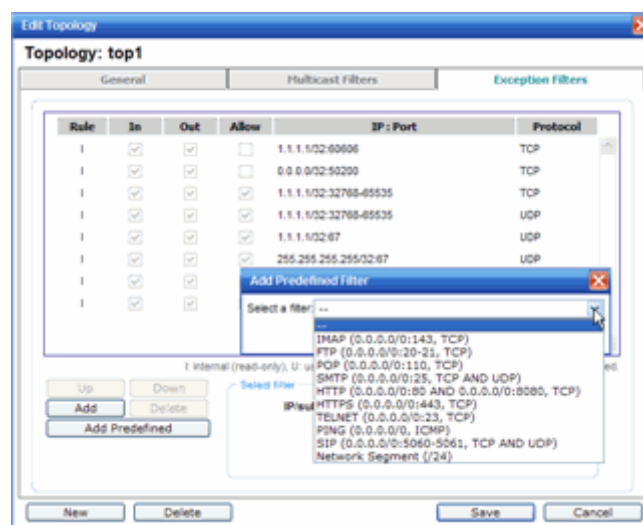 Edit Topology
Topology: top1
General Multicast Filters Exception Filters
Rule In Out Allow IP : Port Protocol
I 1.1.1.1/32:60606 TCP
I 0.0.0.0/32:50200 TCP
I 1.1.1.1/32:32768-65535 TCP
I 1.1.1.1/32:32768-65535 UDP
I 1.1.1.1/32:67 UDP
I 255.255.255.255/32:67 UDP
I
I
Add Predefined Filter
Select a filter: --
--
IMAP (0.0.0.0/0:143, TCP)
FTP (0.0.0.0/0:20-21, TCP)
POP (0.0.0.0/0:110, TCP)
SMTP (0.0.0.0/0:25, TCP AND UDP)
HTTP (0.0.0.0/0:80 AND 0.0.0.0/0:8080, TCP)
HTTPS (0.0.0.0/0:443, TCP)
TELNET (0.0.0.0/0:23, TCP)
PING (0.0.0.0/0, ICMP)
SIP (0.0.0.0/0:5060-5061, TCP AND UDP)
Network Segment (/24)
I: internal (read-only), U:
Up Down
Add Delete
Add Predefined
Select filter
IP/su
New Delete Save Cancel